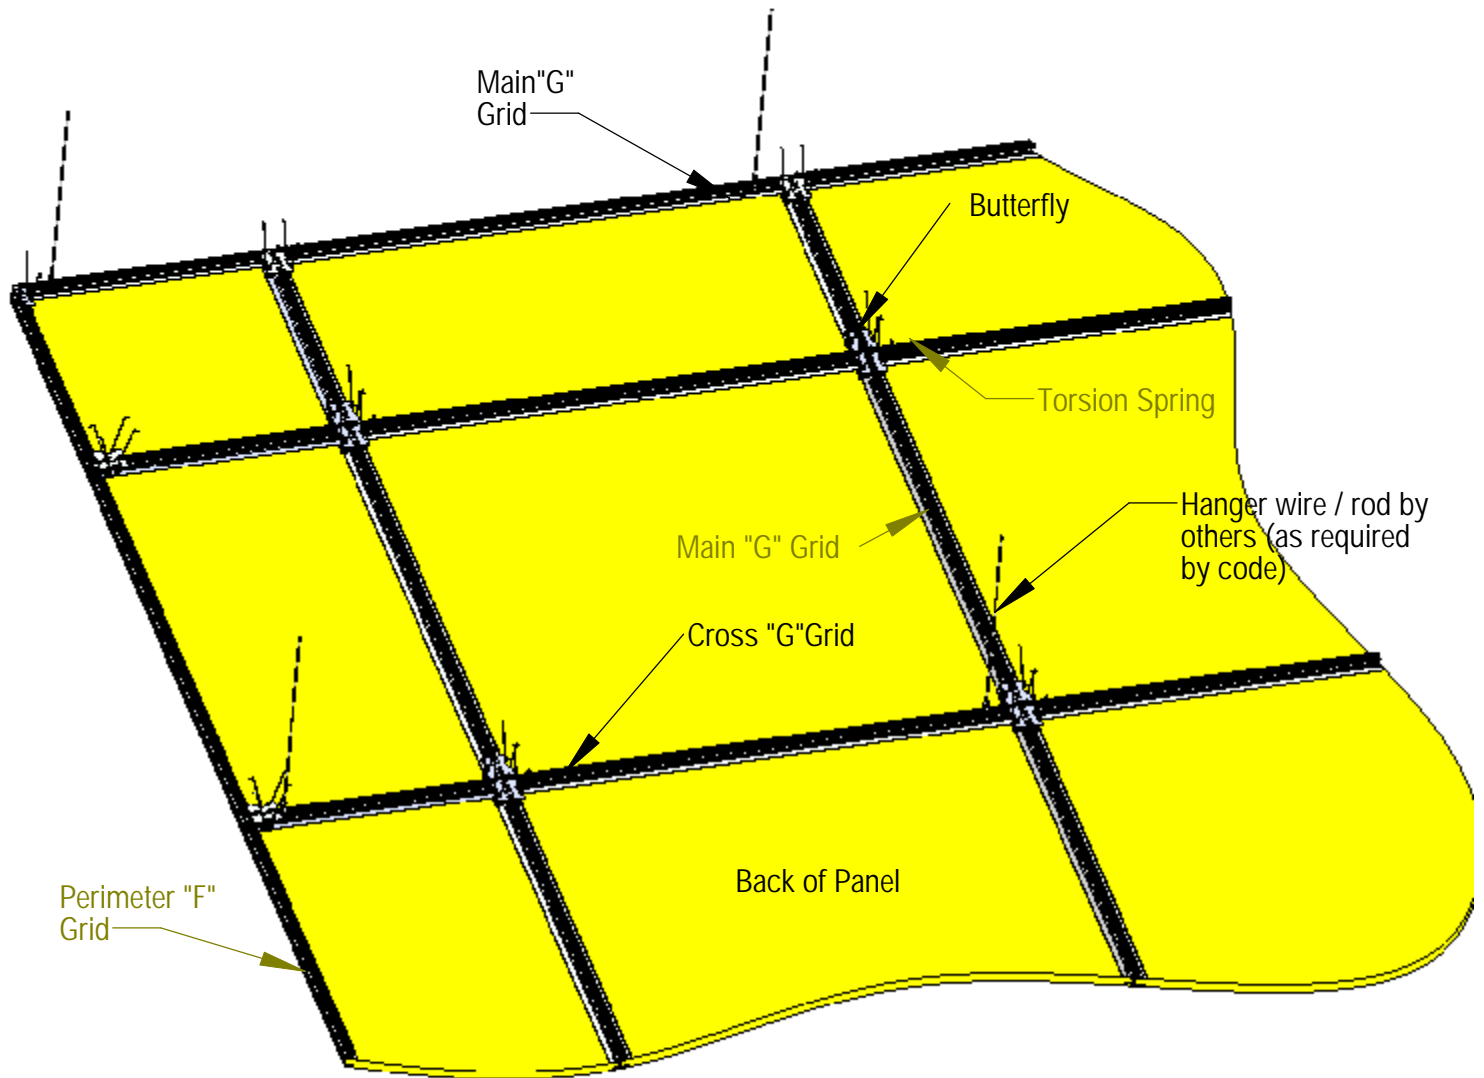 Main"G"
Grid
Butterfly
Torsion Spring
Hanger wire / rod by
others (as required
by code)
Main "G" Grid
Cross "G"Grid
Back of Panel
Perimeter "F"
Grid